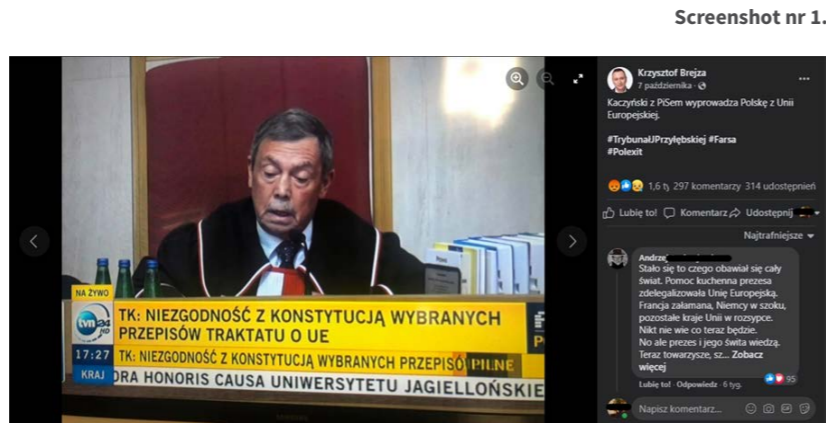 Screenshot nr 1.
Krzysztof Brejza
7 października
Kaczyński z PiSem wyprowadza Polskę z Unii
Europejskiej.
#TrybunałJPrzyłębskiej #Farsa
#Polexit
1,6 297 komentarzy 314 udostępnień
Lubię to! Komentarz Udostępnij
Najtrafniejsze
Andrzej
Stało się to czego obawiał się cały
świat. Pomoc kuchenna prezesa
zdelegalizowała Unię Europejską.
Francja załamana, Niemcy w szoku,
pozostałe kraje Unii w rozsypce.
Nikt nie wie co teraz będzie.
No ale prezes i jego świta wiedzą.
Teraz towarzysze, sz... Zobacz
więcej
95
Lubię to! · Odpowiedz · 6 tyg.
Napisz komentarz...
NA ŻYWO
tvn24
HD
TK: NIEZGODNOŚĆ Z KONSTYTUCJĄ WYBRANYCH
PRZEPISÓW TRAKTATU O UE
17:27 TK: NIEZGODNOŚĆ Z KONSTYTUCJĄ WYBRANYCH PRZEPISÓ PILNE
KRAJ ORA HONORIS CAUSA UNIWERSYTETU JAGIELLOŃSKIE